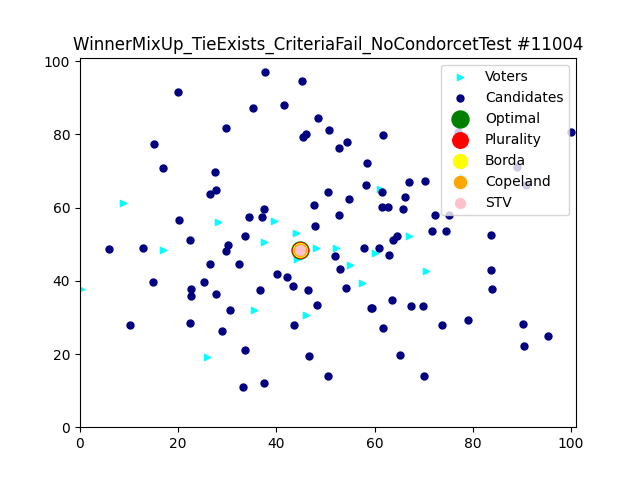 WinnerMixUp_TieExists_CriteriaFail_NoCondorcetTest #11004
100
80
60
40
20
0
0
20
40
60
80
100
Voters
Candidates
Optimal
Plurality
Borda
Copeland
STV